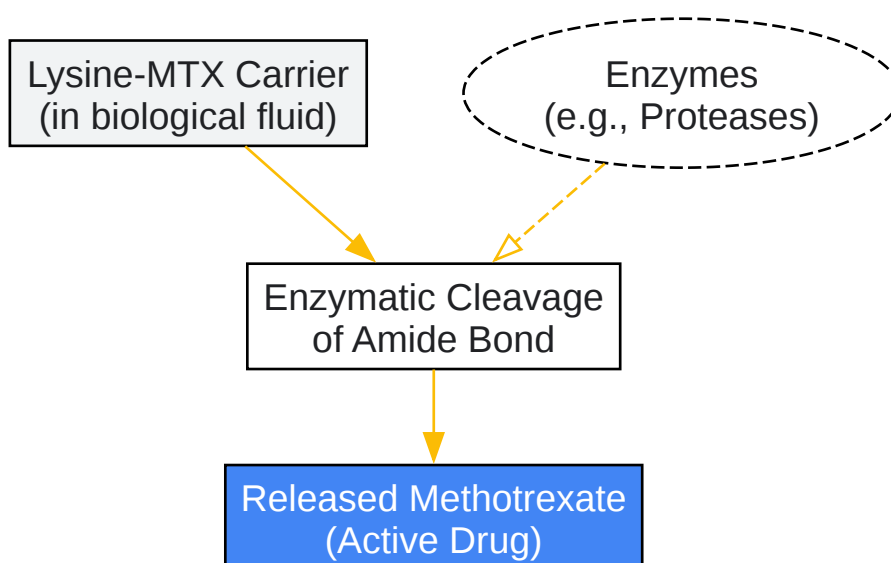 Lysine-MTX Carrier
(in biological fluid)
Enzymes
(e.g., Proteases)
Enzymatic Cleavage
of Amide Bond
Released Methotrexate
(Active Drug)